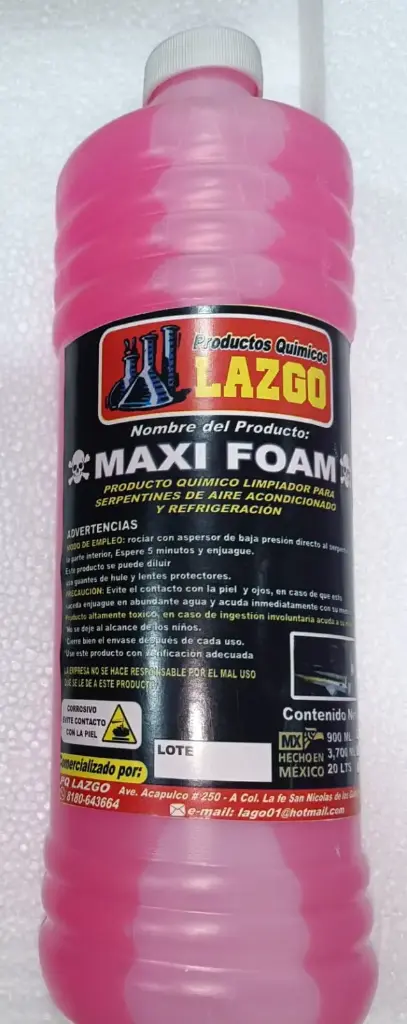 Productos Químicos
LAZGO
Nombre del Producto:
MAXI FOAM
PRODUCTO QUÍMICO LIMPIADOR PARA
SERPENTINES DE AIRE ACONDICIONADO
Y REFRIGERACIÓN
ADVERTENCIAS
MODO DE EMPLEO: rociar con aspersor de baja presion directo al
la parte interior, Espere 5 minutos y enjuague.
Este producto se puede diluir
guantes de hule y lentes protectores.
PRECAUCION: Evite el contacto con la piel y ojos, en caso de que esto
suceda enjuague en abundante agua y acuda inmediatamente con su
Producto altamente toxico, en caso de ingestión involuntaria acuda a su
*No se deje al alcance de los niños.
*Cierre bien el envase después de cada uso.
*Use este producto con ventilación adecuada
LA EMPRESA NO SE HACE RESPONSABLE POR EL MAL USO
QUE SE LE DE A ESTE PRODUCTO
CORROSIVO
EVITE CONTACTO
CON LA PIEL
LOTE
Contenido
MX
HECHO EN
MÉXICO
900 ML.
3,700 ML
20 LTS
Comercializado por:
PQ LAZGO
8180-643664
Ave. Acapulco # 250 - A Col. La fe San Nicolas de los
e-mail: lago01@hotmail.com